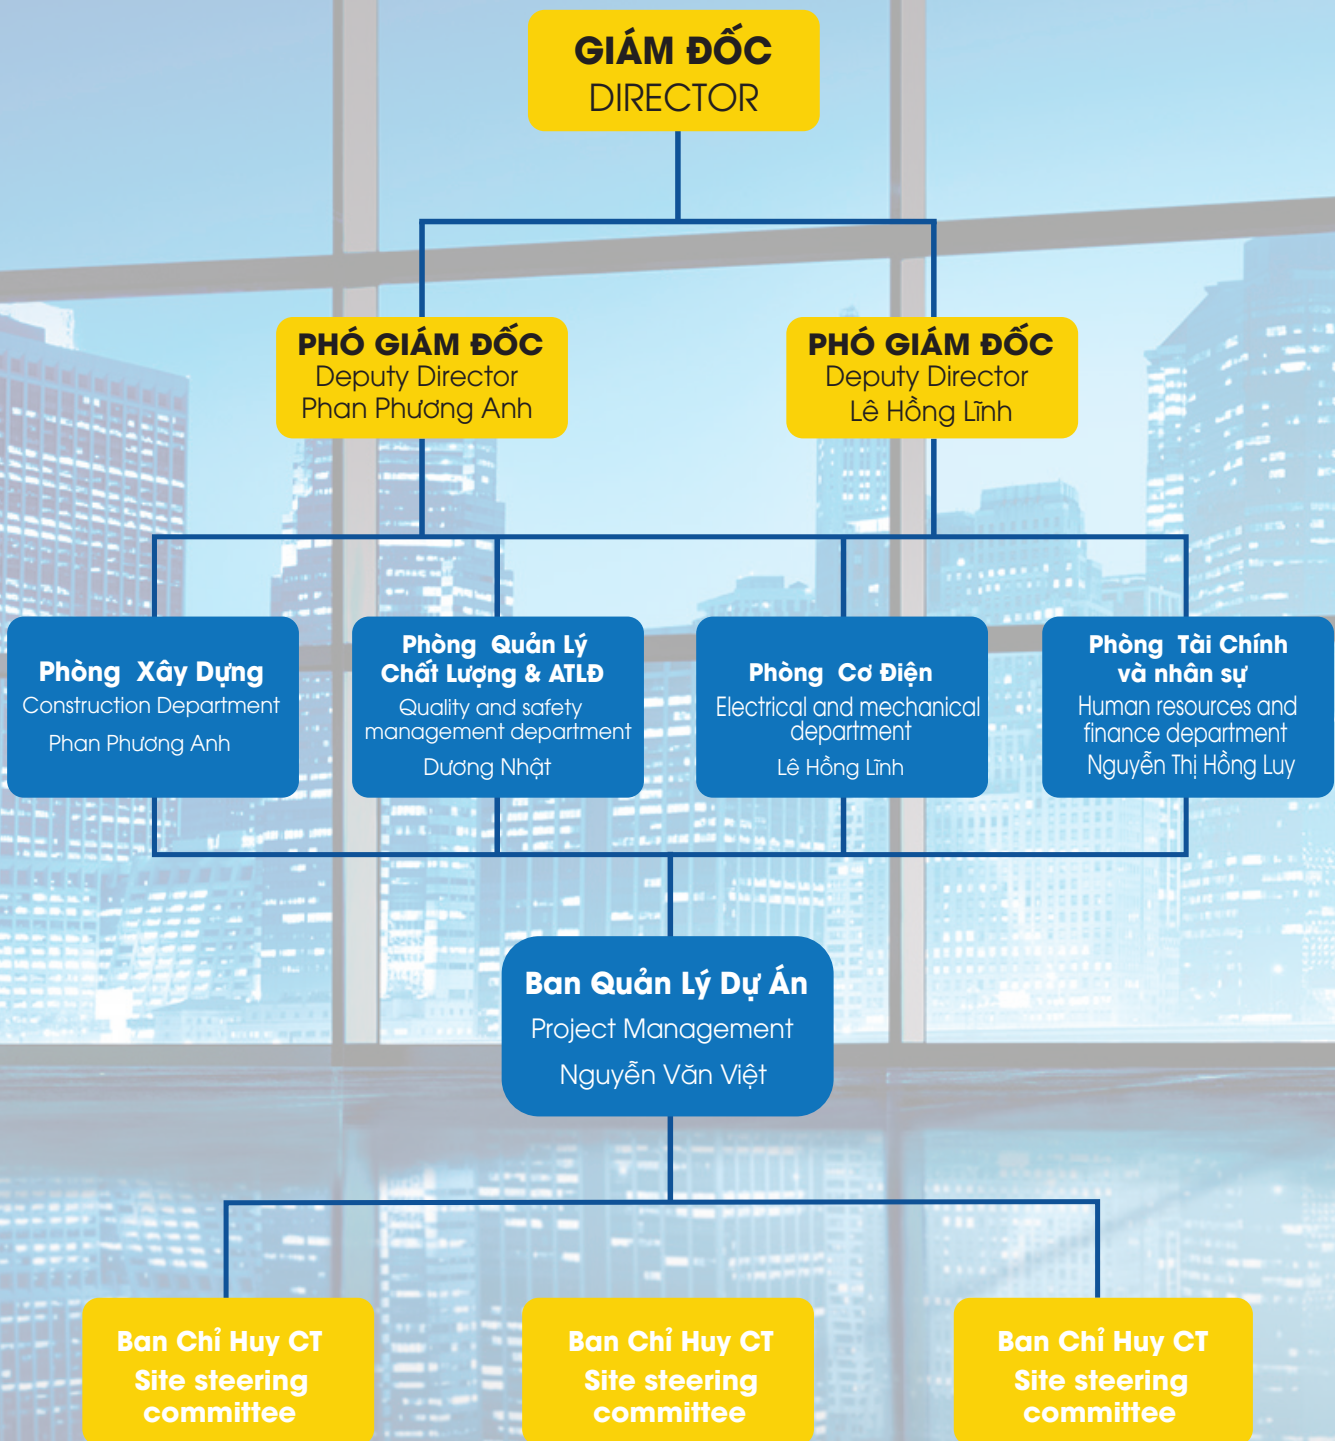 GIÁM ĐỐC
DIRECTOR
PHÓ GIÁM ĐỐC
Deputy Director
Phan Phương Anh
PHÓ GIÁM ĐỐC
Deputy Director
Lê Hồng Lĩnh
Phòng Xây Dựng
Construction Department
Phan Phương Anh
Phòng Quản Lý
Chất Lượng & ATLĐ
Quality and safety
management department
Dương Nhật
Phòng Cơ Điện
Electrical and mechanical
department
Lê Hồng Lĩnh
Phòng Tài Chính
và nhân sự
Human resources and
finance department
Nguyễn Thị Hồng Luy
Ban Quản Lý Dự Án
Project Management
Nguyễn Văn Việt
Ban Chỉ Huy CT
Site steering
committee
Ban Chỉ Huy CT
Site steering
committee
Ban Chỉ Huy CT
Site steering
committee